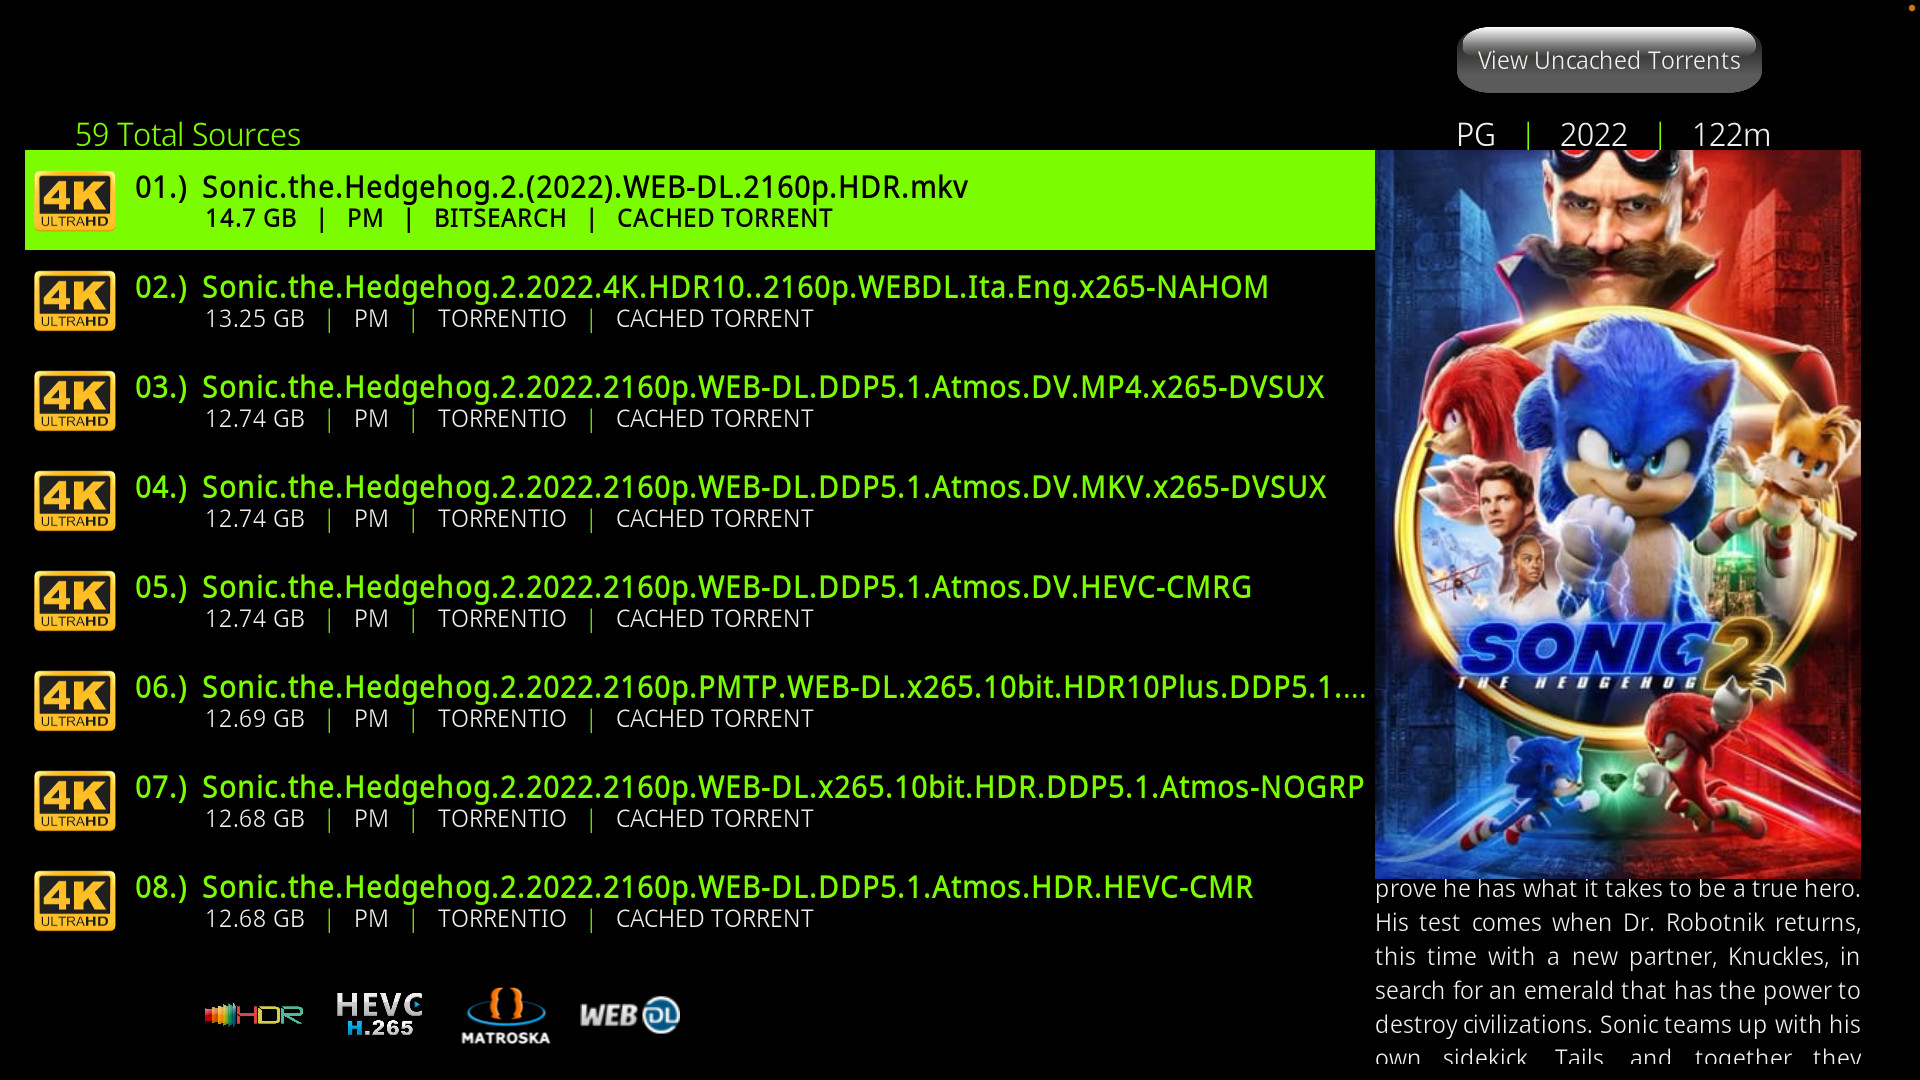 View Uncached Torrents
59 Total Sources
PG | 2022 | 122m
4K ULTRAHD
01.) Sonic.the.Hedgehog.2.(2022).WEB-DL.2160p.HDR.mkv
14.7 GB | PM | BITSEARCH | CACHED TORRENT
4K ULTRAHD
02.) Sonic.the.Hedgehog.2.2022.4K.HDR10..2160p.WEBDL.Ita.Eng.x265-NAHOM
13.25 GB | PM | TORRENTIO | CACHED TORRENT
4K ULTRAHD
03.) Sonic.the.Hedgehog.2.2022.2160p.WEB-DL.DDP5.1.Atmos.DV.MP4.x265-DVSUX
12.74 GB | PM | TORRENTIO | CACHED TORRENT
4K ULTRAHD
04.) Sonic.the.Hedgehog.2.2022.2160p.WEB-DL.DDP5.1.Atmos.DV.MKV.x265-DVSUX
12.74 GB | PM | TORRENTIO | CACHED TORRENT
4K ULTRAHD
05.) Sonic.the.Hedgehog.2.2022.2160p.WEB-DL.DDP5.1.Atmos.DV.HEVC-CMRG
12.74 GB | PM | TORRENTIO | CACHED TORRENT
4K ULTRAHD
06.) Sonic.the.Hedgehog.2.2022.2160p.PMTP.WEB-DL.x265.10bit.HDR10Plus.DDP5.1....
12.69 GB | PM | TORRENTIO | CACHED TORRENT
4K ULTRAHD
07.) Sonic.the.Hedgehog.2.2022.2160p.WEB-DL.x265.10bit.HDR.DDP5.1.Atmos-NOGRP
12.68 GB | PM | TORRENTIO | CACHED TORRENT
4K ULTRAHD
08.) Sonic.the.Hedgehog.2.2022.2160p.WEB-DL.DDP5.1.Atmos.HDR.HEVC-CMR
12.68 GB | PM | TORRENTIO | CACHED TORRENT
HDR
HEVC
H.265
MATROSKA
WEB DL
SONIC 2
THE HEDGEHOG
prove he has what it takes to be a true hero.
His test comes when Dr. Robotnik returns,
this time with a new partner, Knuckles, in
search for an emerald that has the power to
destroy civilizations. Sonic teams up with his
own sidekick, Tails, and together they